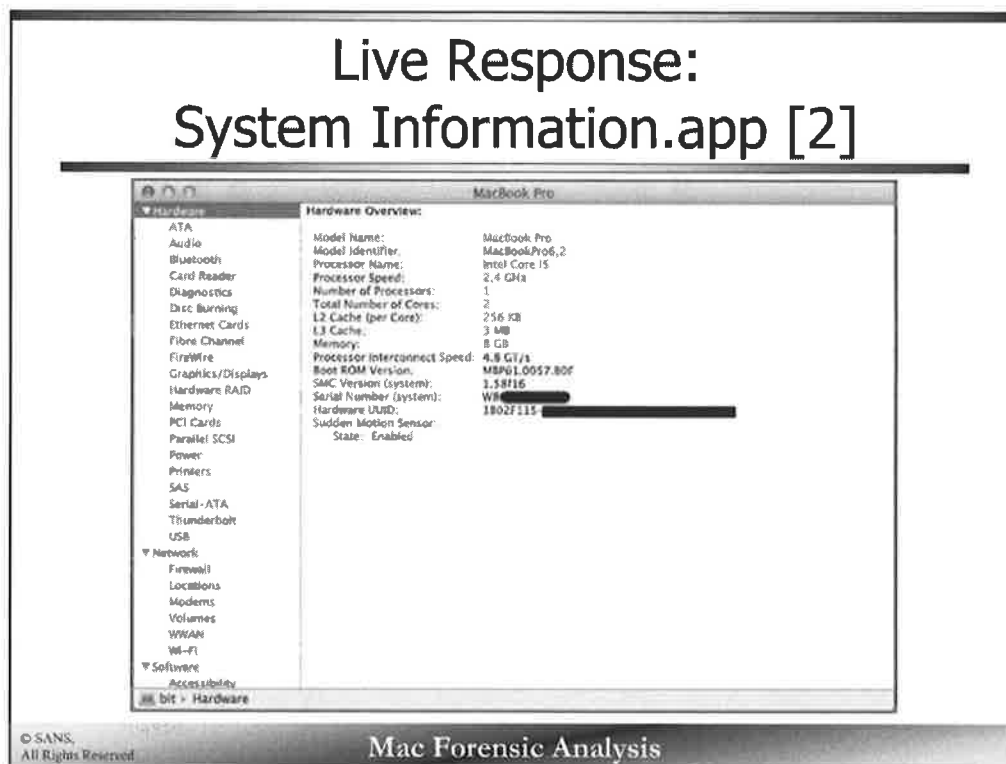 Live Response:
System Information.app [2]
MacBook Pro
Hardware
ATA
Audio
Bluetooth
Card Reader
Diagnostics
Disc Burning
Ethernet Cards
Fibre Channel
FireWire
Graphics/Displays
Hardware RAID
Memory
PCI Cards
Parallel SCSI
Power
Printers
SAS
Serial-ATA
Thunderbolt
USB
Network
Firewall
Locations
Modems
Volumes
WWAN
Wi-Fi
Software
Accessibility
Hardware Overview:
Model Name: MacBook Pro
Model Identifier: MacBookPro6,2
Processor Name: Intel Core i5
Processor Speed: 2.4 GHz
Number of Processors: 1
Total Number of Cores: 2
L2 Cache (per Core): 256 KB
L3 Cache: 3 MB
Memory: 8 GB
Processor Interconnect Speed: 4.8 GT/s
Boot ROM Version: MBP61.0057.B0F
SMC Version (system): 1.58f16
Serial Number (system): W8
Hardware UUID: 1802F115-
Sudden Motion Sensor:
State: Enabled
bit › Hardware
© SANS,
All Rights Reserved
Mac Forensic Analysis